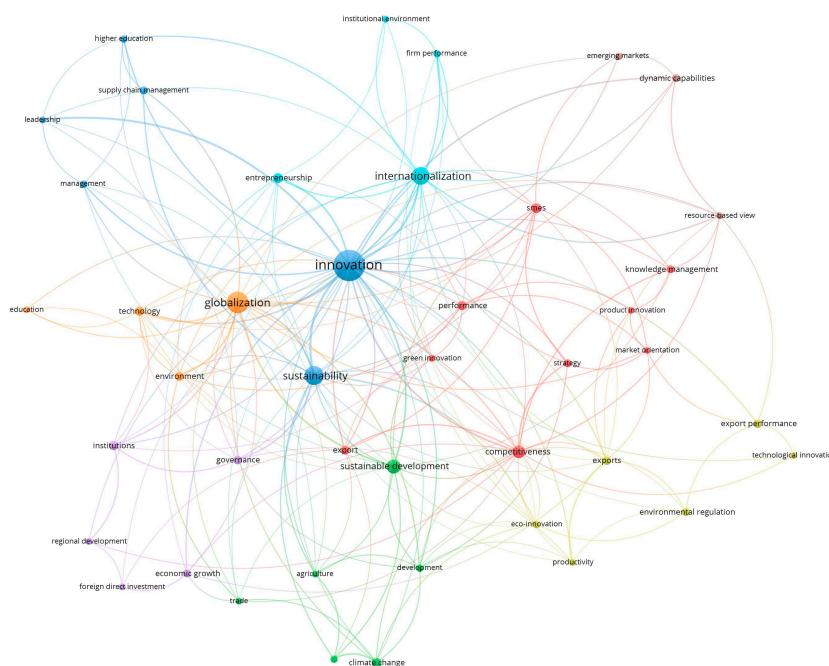 institutional environment
higher education
firm performance
emerging markets
dynamic capabilities
supply chain management
leadership
internationalization
entrepreneurship
management
smes
resource-based view
innovation
knowledge management
globalization
performance
education
technology
product innovation
market orientation
green innovation
strategy
sustainability
environment
export performance
institutions
export
competitiveness
technological innovatio
governance
sustainable development
exports
environmental regulation
eco-innovation
regional development
productivity
development
economic growth
agriculture
foreign direct investment
trade
climate change